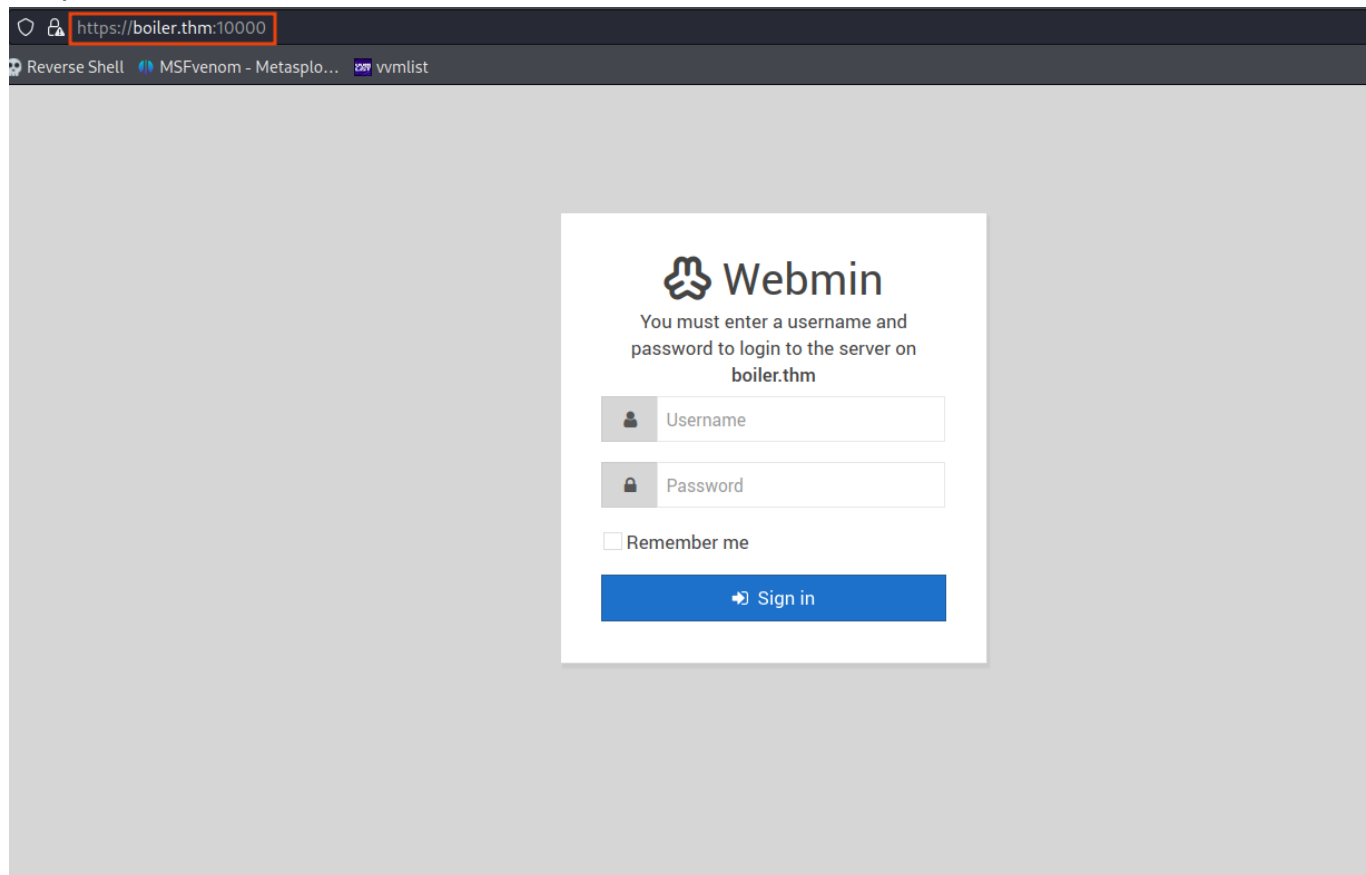 https://boiler.thm:10000
Reverse Shell MSFvenom - Metasplo... vvmlist
Webmin
You must enter a username and
password to login to the server on
boiler.thm
Username
Password
Remember me
Sign in